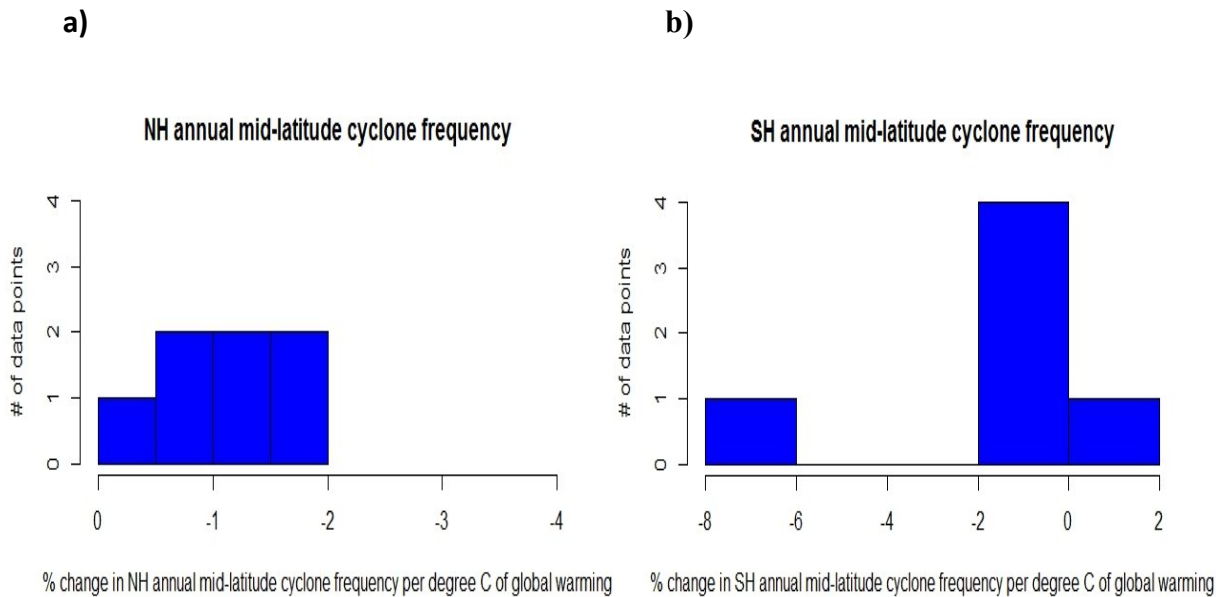 a)
NH annual mid-latitude cyclone frequency
# of data points
4
3
2
1
0
0 -1 -2 -3 -4
% change in NH annual mid-latitude cyclone frequency per degree C of global warming
b)
SH annual mid-latitude cyclone frequency
# of data points
4
3
2
1
0
-8 -6 -4 -2 0 2
% change in SH annual mid-latitude cyclone frequency per degree C of global warming